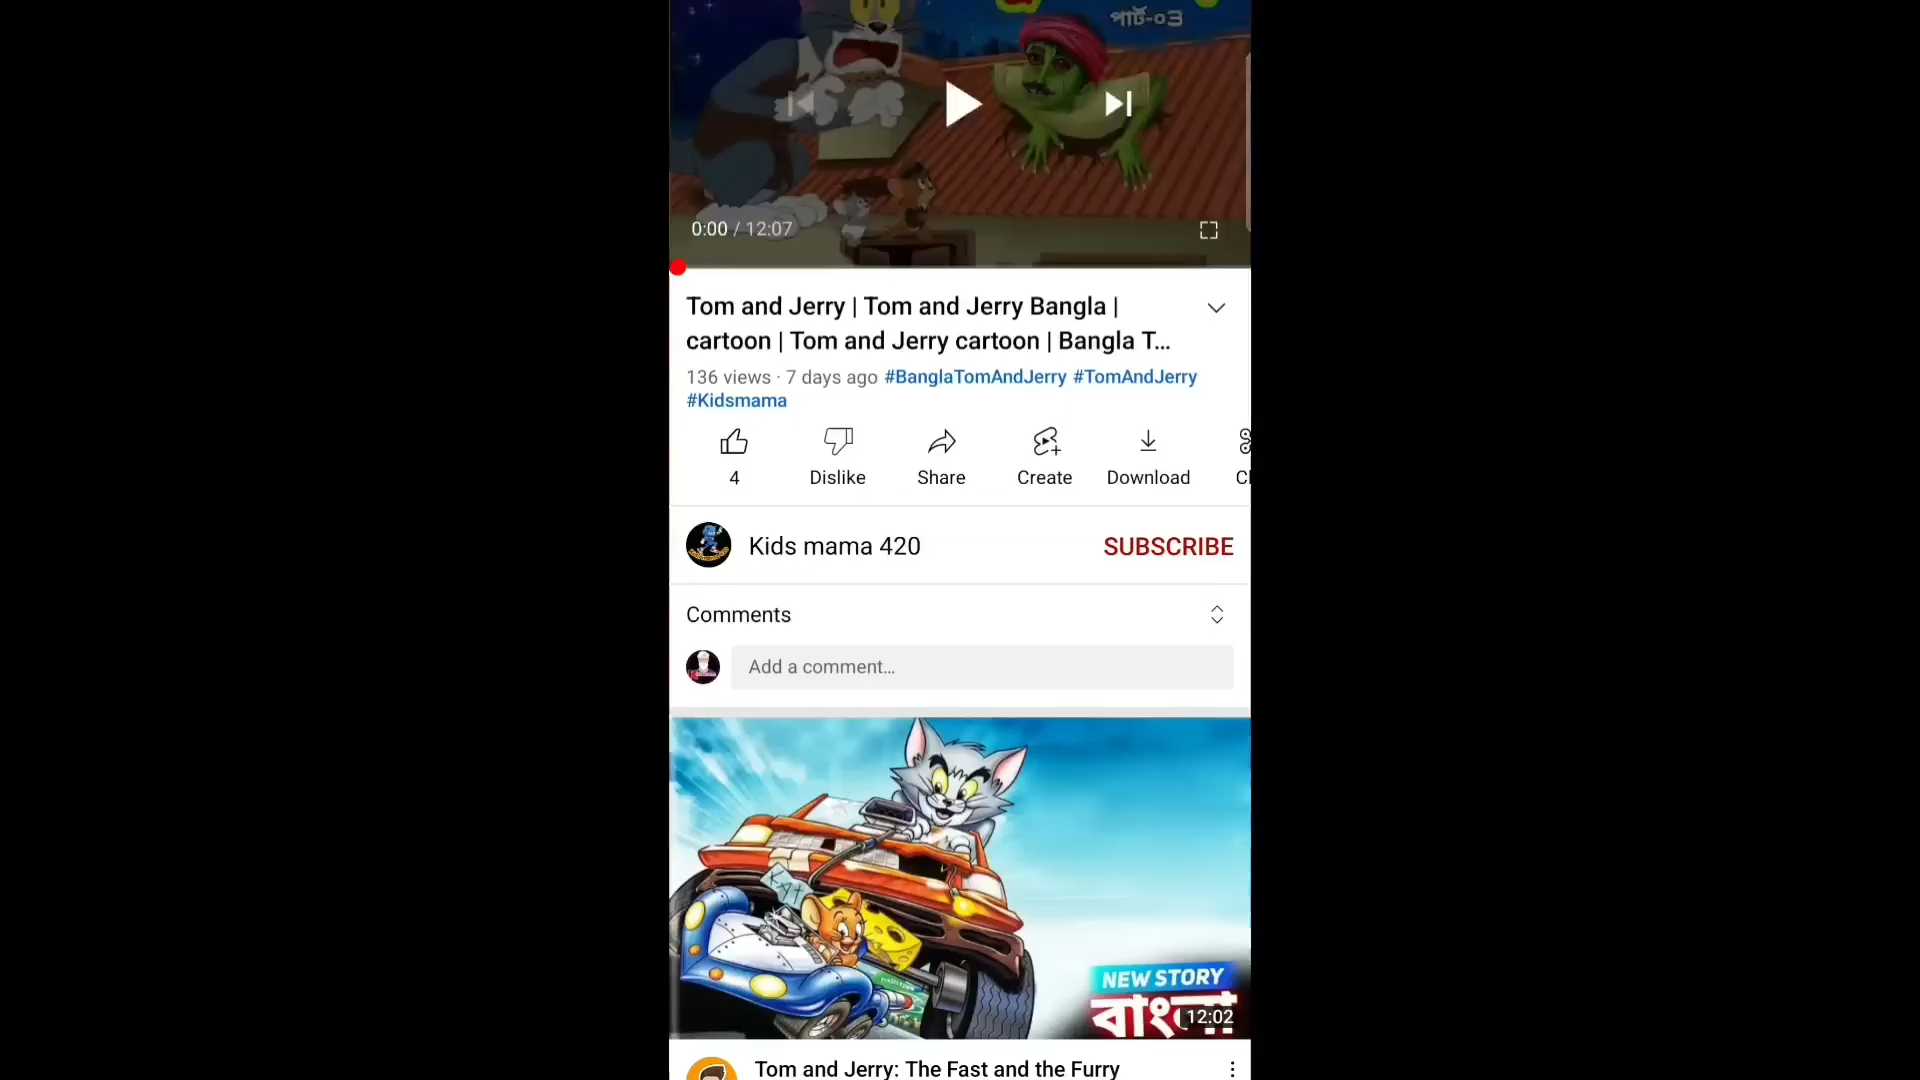 পার্ট-০3
0:00 / 12:07
Tom and Jerry | Tom and Jerry Bangla |
cartoon | Tom and Jerry cartoon | Bangla T...
136 views · 7 days ago #BanglaTomAndJerry #TomAndJerry
#Kidsmama
4 Dislike Share Create Download
Kids mama 420 SUBSCRIBE
Comments
Add a comment...
KAT
NEW STORY
12:02
Tom and Jerry: The Fast and the Furry